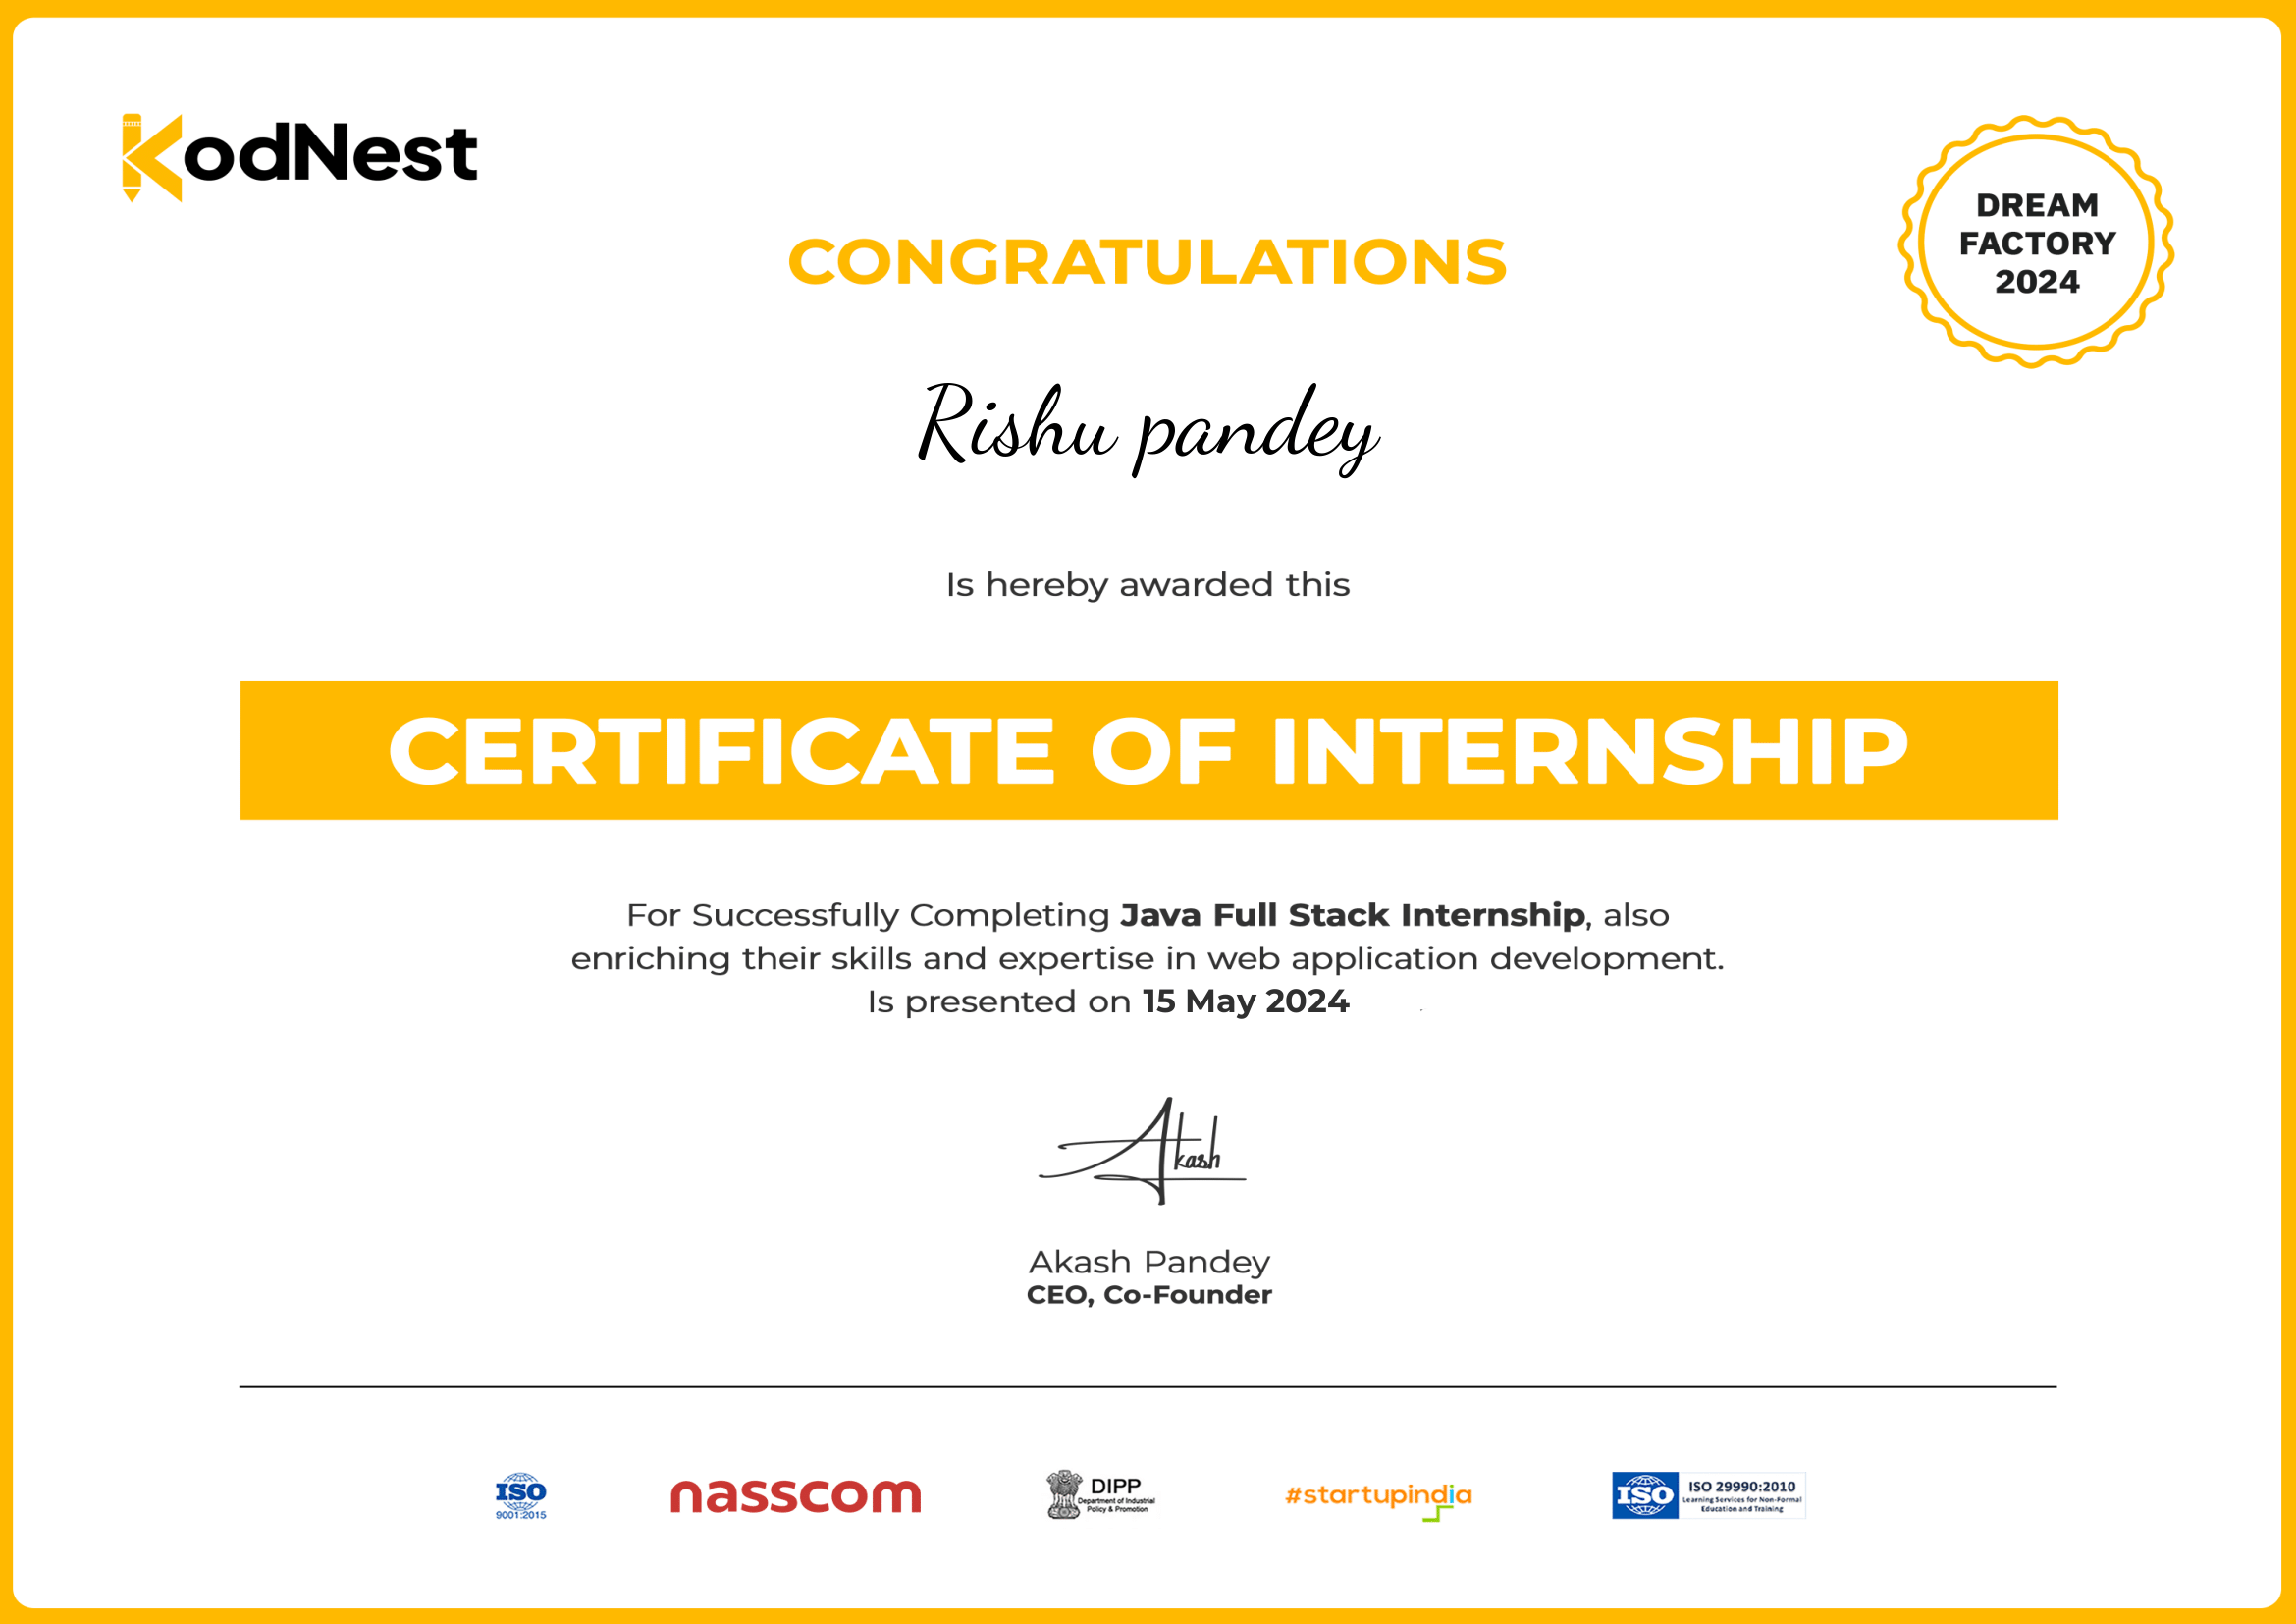 KodNest
DREAM
FACTORY
2024
CONGRATULATIONS
Rishu pandey
Is hereby awarded this
CERTIFICATE OF INTERNSHIP
For Successfully Completing Java Full Stack Internship, also
enriching their skills and expertise in web application development.
Is presented on 15 May 2024
Akash
Akash Pandey
CEO, Co-Founder
ISO
9001:2015
nasscom
DIPP
Department of Industrial
Policy & Promotion
#startupindia
ISO
ISO 29990:2010
Learning Services for Non-Formal
Education and Training